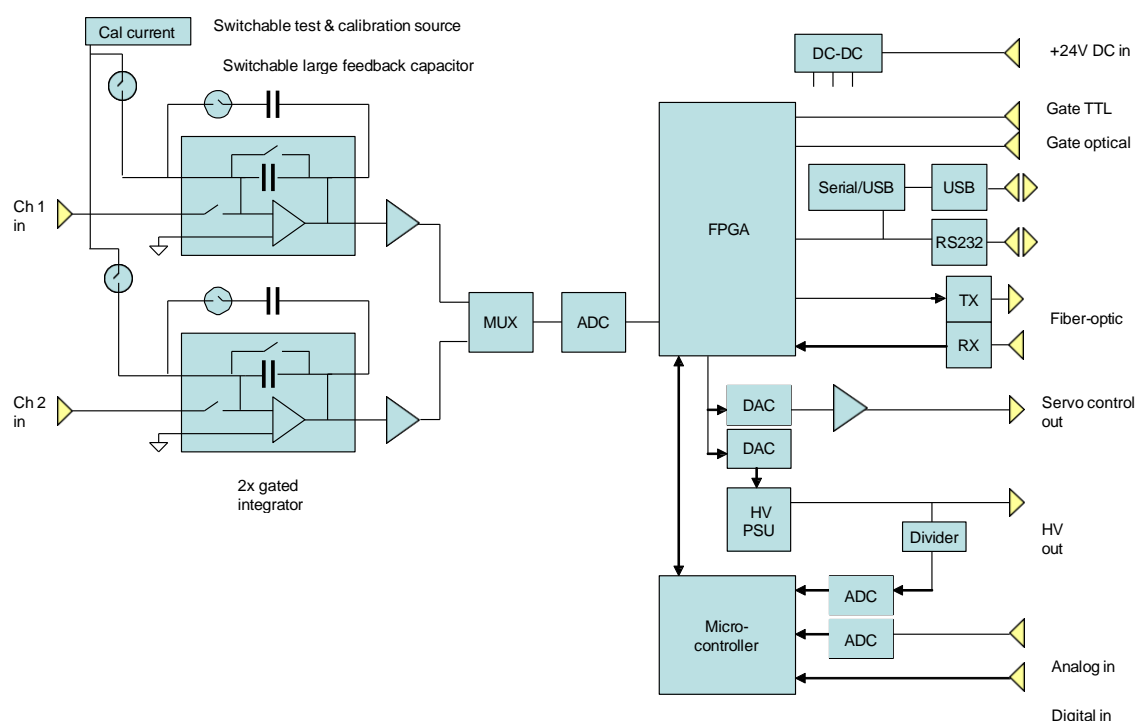 Cal current
Switchable test & calibration source
Switchable large feedback capacitor
DC-DC
+24V DC in
Gate TTL
Gate optical
Serial/USB
USB
FPGA
RS232
Ch 1
in
TX
MUX
ADC
Fiber-optic
RX
Ch 2
in
DAC
Servo control
out
DAC
2x gated
integrator
HV
PSU
HV
out
Divider
ADC
Micro-
controller
ADC
Analog in
Digital in